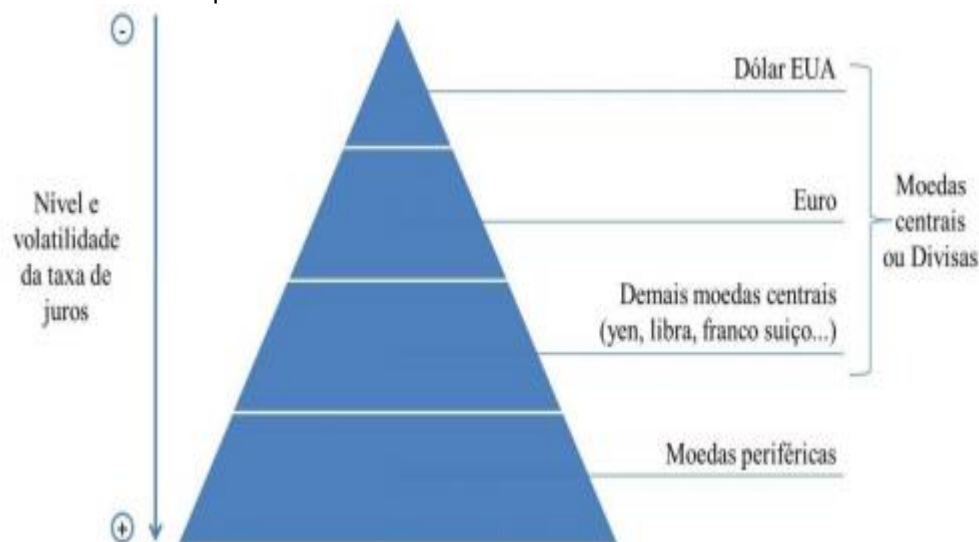 -
Dólar EUA
Euro
Demais moedas centrais
(yen, libra, franco suiço...)
Moedas periféricas
Moedas
centrais
ou Divisas
Nivel e
volatilidade
da taxa de
juros
+